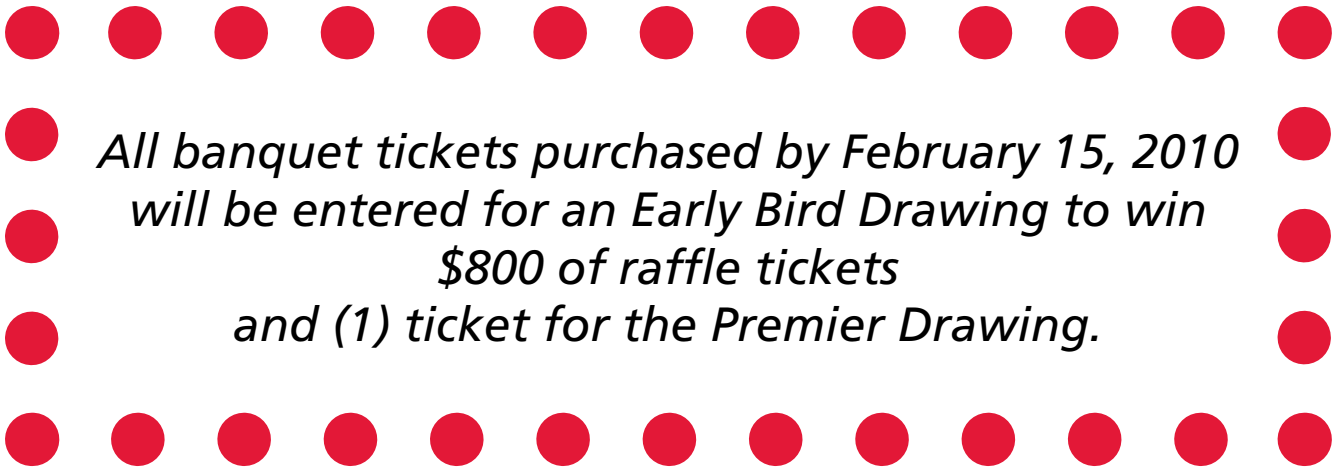 All banquet tickets purchased by February 15, 2010
will be entered for an Early Bird Drawing to win
$800 of raffle tickets
and (1) ticket for the Premier Drawing.